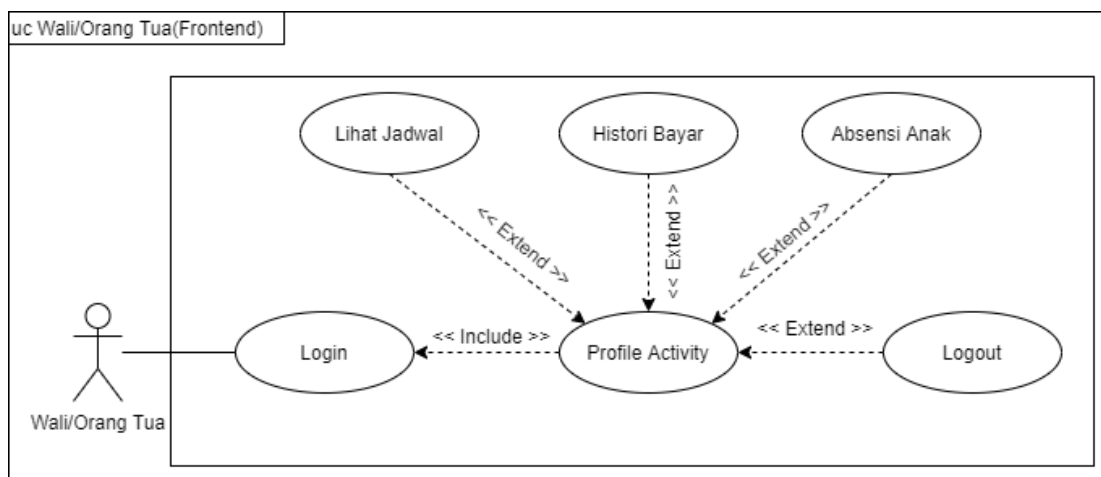 uc Wali/Orang Tua(Frontend)
Lihat Jadwal
Histori Bayar
Absensi Anak
<< Extend >>
<< Extend >>
<< Extend >>
Login
<< Include >>
Profile Activity
<< Extend >>
Logout
Wali/Orang Tua